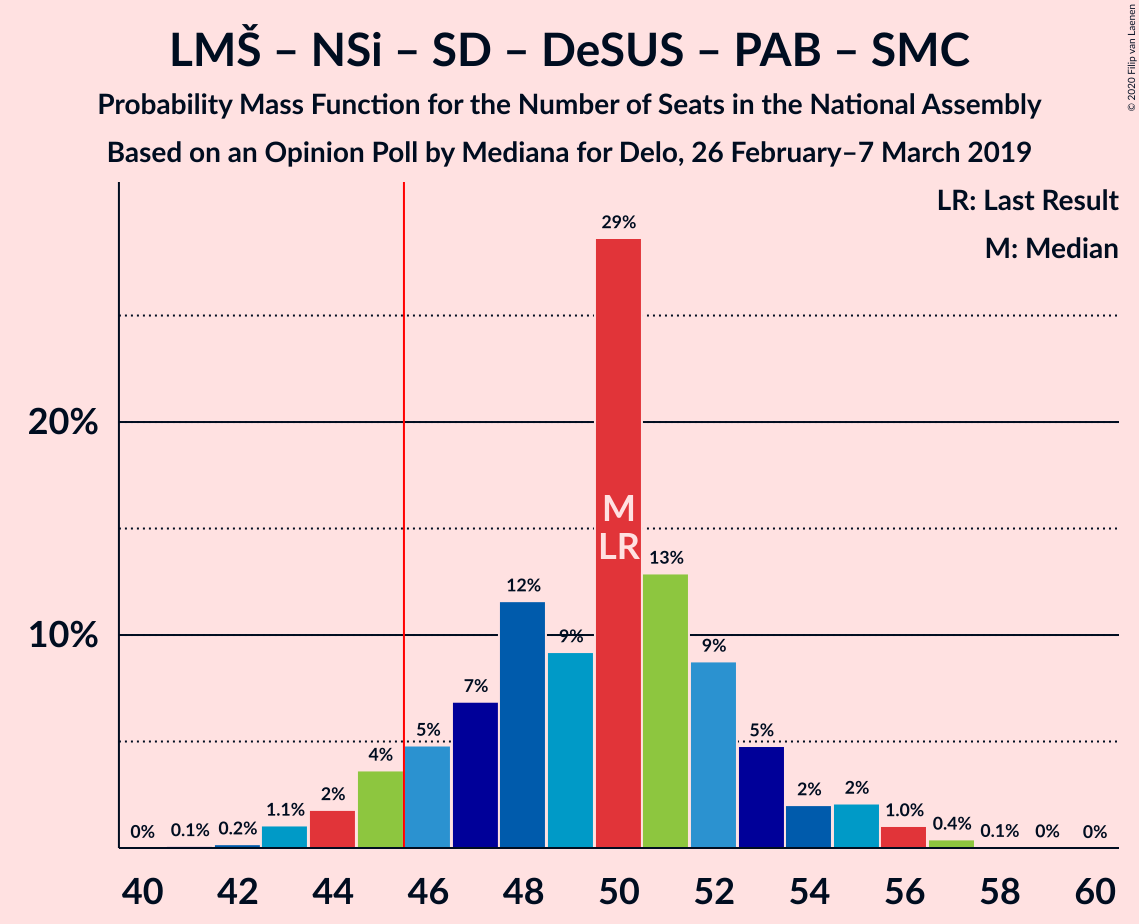 LMŠ – NSi – SD – DeSUS – PAB – SMC
Probability Mass Function for the Number of Seats in the National Assembly
Based on an Opinion Poll by Mediana for Delo, 26 February–7 March 2019
© 2020 Filip van Laenen
LR: Last Result
M: Median
20%
10%
0%
0.1%
0.2%
1.1%
2%
4%
5%
7%
12%
9%
29%
M
LR
13%
9%
5%
2%
2%
1.0%
0.4%
0.1%
0%
0%
40 42 44 46 48 50 52 54 56 58 60